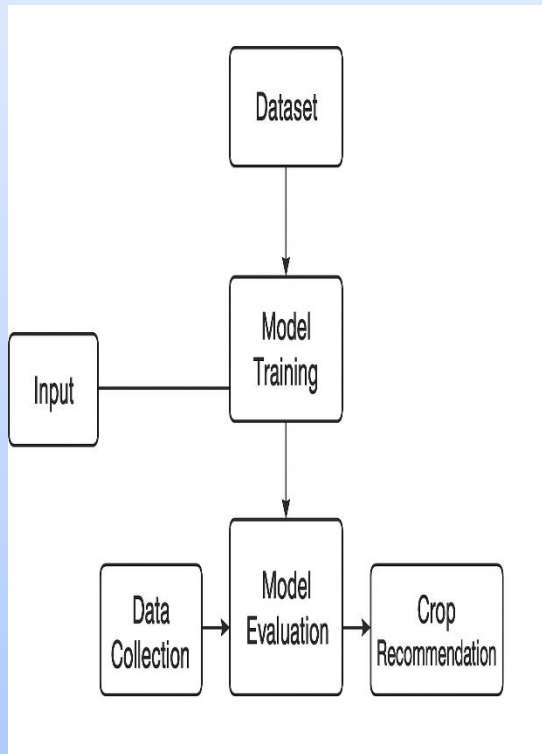 Dataset
Model
Training
Input
Data
Collection
Model
Evaluation
Crop
Recommendation